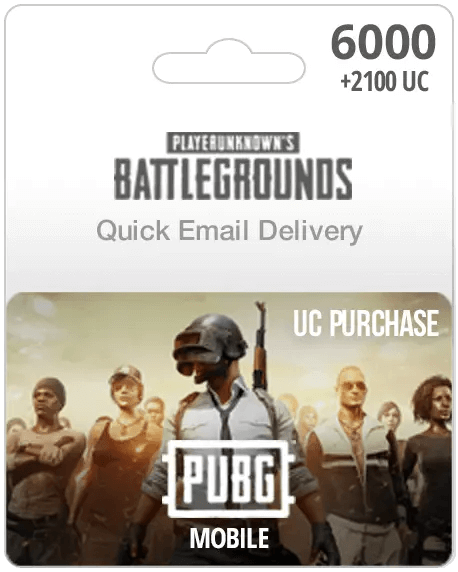 6000
+2100 UC
PLAYERUNKNOWN'S
BATTLEGROUNDS
Quick Email Delivery
UC PURCHASE
PUBG
MOBILE